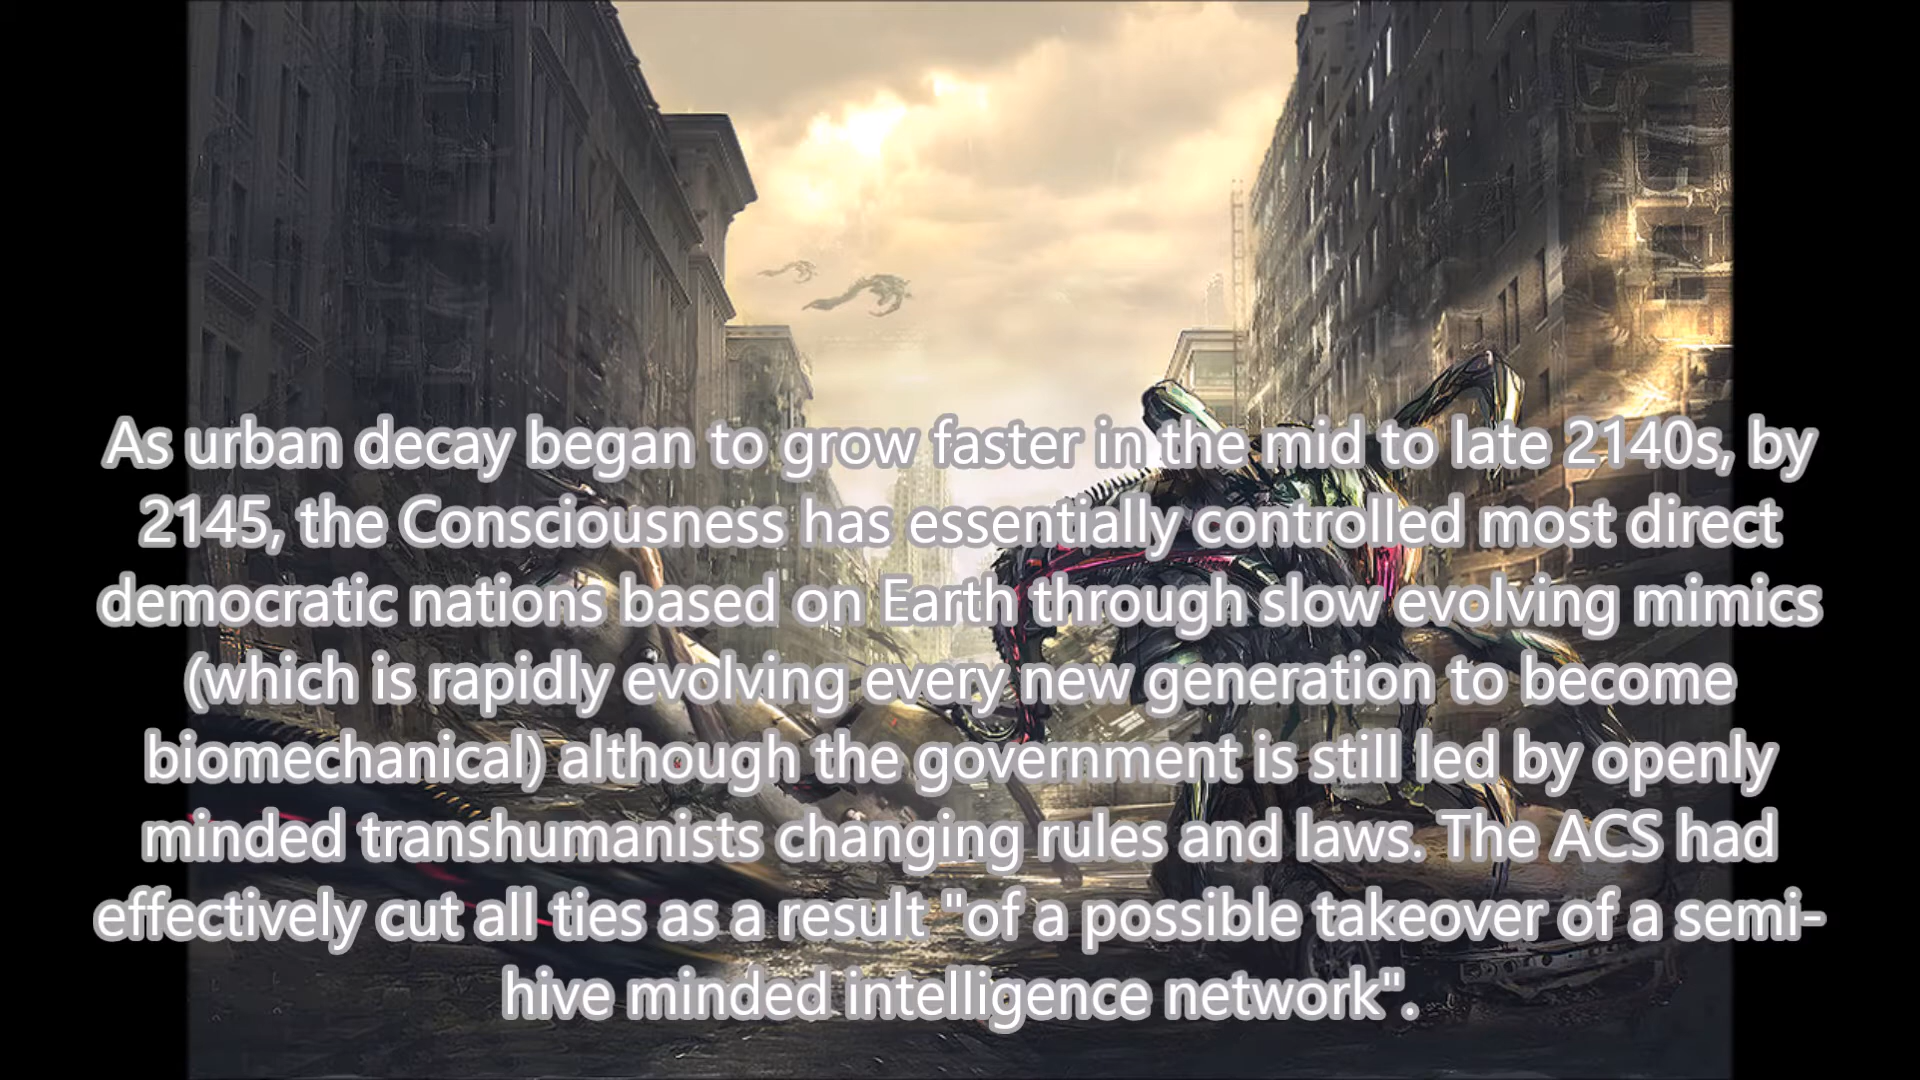 As urban decay began to grow faster in the mid to late 2140s, by
2145, the Consciousness has essentially controlled most direct
democratic nations based on Earth through slow evolving mimics
(which is rapidly evolving every new generation to become
biomechanical) although the government is still led by openly
minded transhumanists changing rules and laws. The ACS had
effectively cut all ties as a result "of a possible takeover of a semi-
hive minded intelligence network".